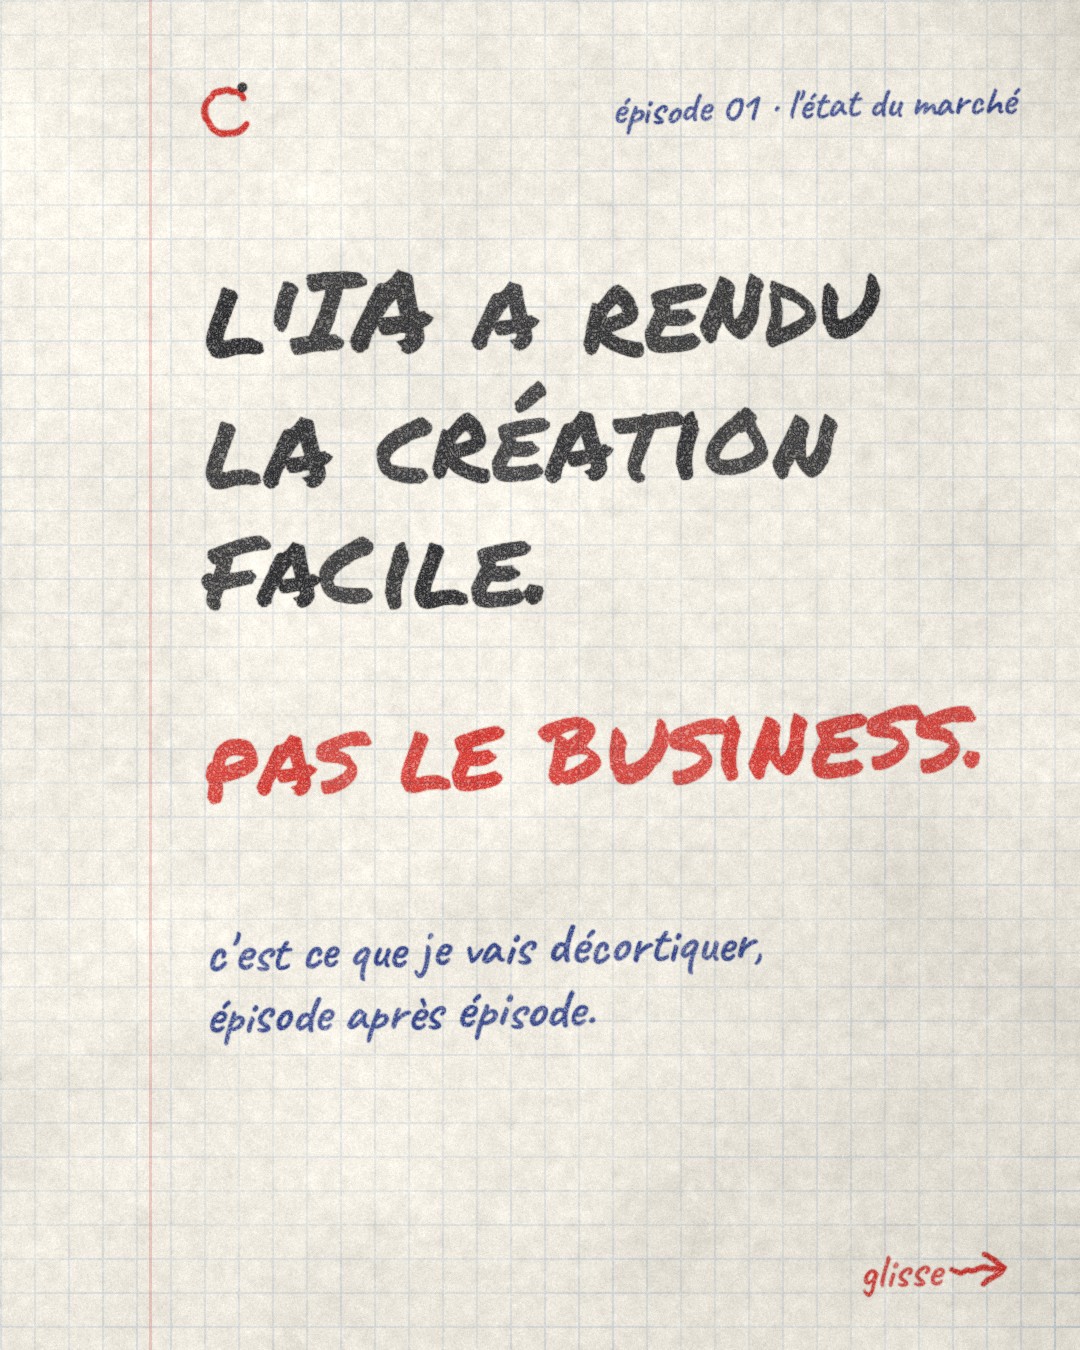 épisode 01 · l'état du marché
L'IA A RENDU
LA CRÉATION
FACILE.
PAS LE BUSINESS.
c'est ce que je vais décortiquer,
épisode après épisode.
glisse →